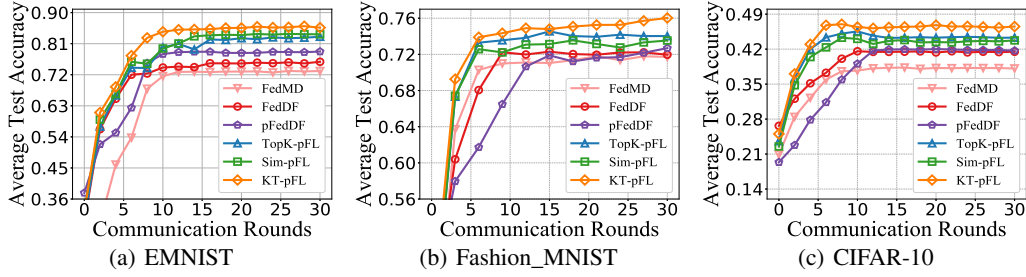 Average Test Accuracy
0.90
0.81
0.72
0.63
0.54
0.45
0.36
FedMD
FedDF
pFedDF
TopK-pFL
Sim-pFL
KT-pFL
0 5 10 15 20 25 30
Communication Rounds
(a) EMNIST
Average Test Accuracy
0.76
0.72
0.68
0.64
0.60
0.56
FedMD
FedDF
pFedDF
TopK-pFL
Sim-pFL
KT-pFL
0 5 10 15 20 25 30
Communication Rounds
(b) Fashion_MNIST
Average Test Accuracy
0.49
0.42
0.35
0.28
0.21
0.14
FedMD
FedDF
pFedDF
TopK-pFL
Sim-pFL
KT-pFL
0 5 10 15 20 25 30
Communication Rounds
(c) CIFAR-10